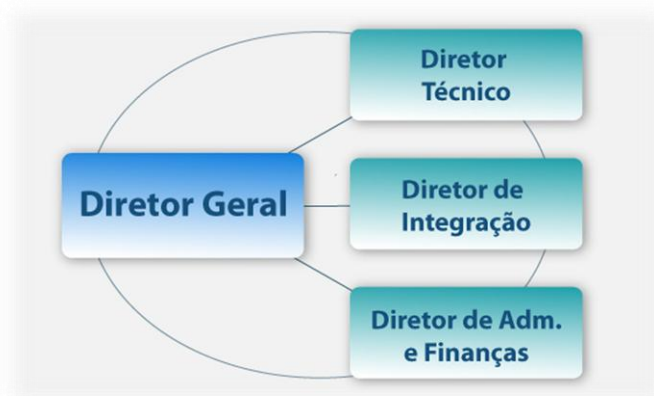 Diretor Geral
Diretor
Técnico
Diretor de
Integração
Diretor de Adm.
e Finanças